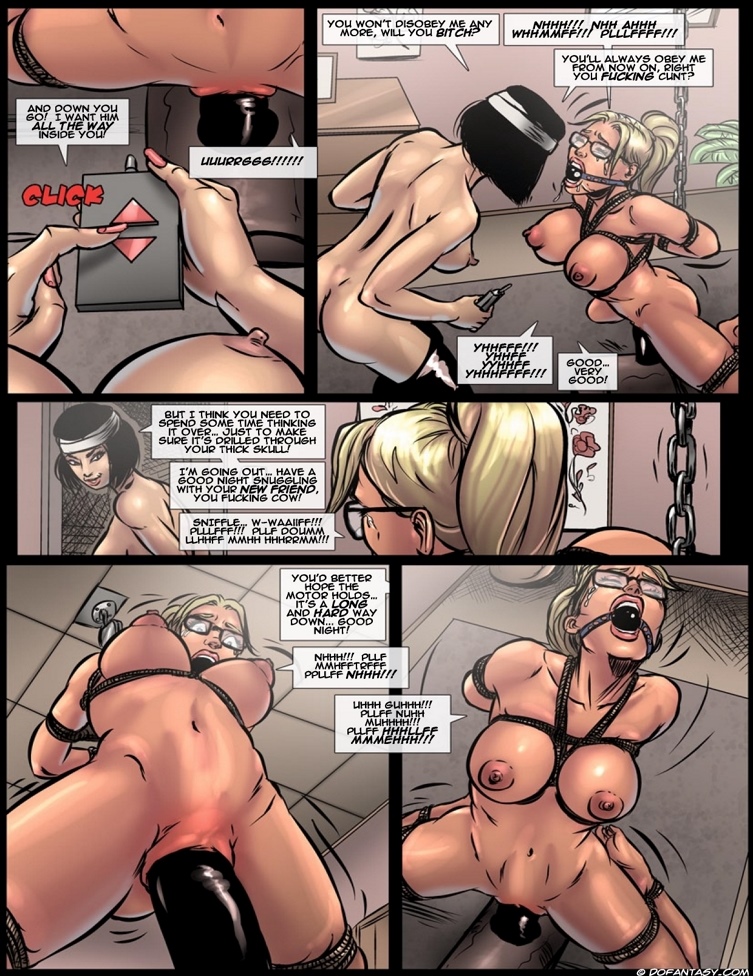 AND DOWN YOU
GO! I WANT HIM
ALL THE WAY
INSIDE YOU!
UUURRGSS!!!!!!
CLICK
YOU WON'T DISOBEY ME ANY
MORE, WILL YOU BITCH?
NHHH!!! NHH AHHH
WHHMMFF!!! PLLLFFFF!!!
YOU'LL ALWAYS OBEY ME
FROM NOW ON, RIGHT
YOU FUCKING CUNT?
YHHFFF!!!
YHHFF
YYHHFF
YHHHFFFF!!!
GOOD...
VERY
GOOD!
BUT I THINK YOU NEED TO
SPEND SOME TIME THINKING
IT OVER... JUST TO MAKE
SURE IT'S DRILLED THROUGH
YOUR THICK SKULL!
I'M GOING OUT... HAVE A
GOOD NIGHT SNUGGLING
WITH YOUR NEW FRIEND,
YOU FUCKING COW!
SNIFFLE... W-WAAIIFF!!!
PLLLFFF!!! PLLF DOUMM
LLHHFF MMHH HHHRRMM!!!
YOU'D BETTER
HOPE THE
MOTOR HOLDS...
IT'S A LONG
AND HARD WAY
DOWN... GOOD
NIGHT!
NHHH!!! PLLF
MMHFFTRFFF
PPLLFF NHHH!!!
UHHH GUHHH!!!
PLLFF NUHH
MUHHHH!!!
PLLFF HHHLLFF
MMMEHHH!!!
© DOFANTASY.COM